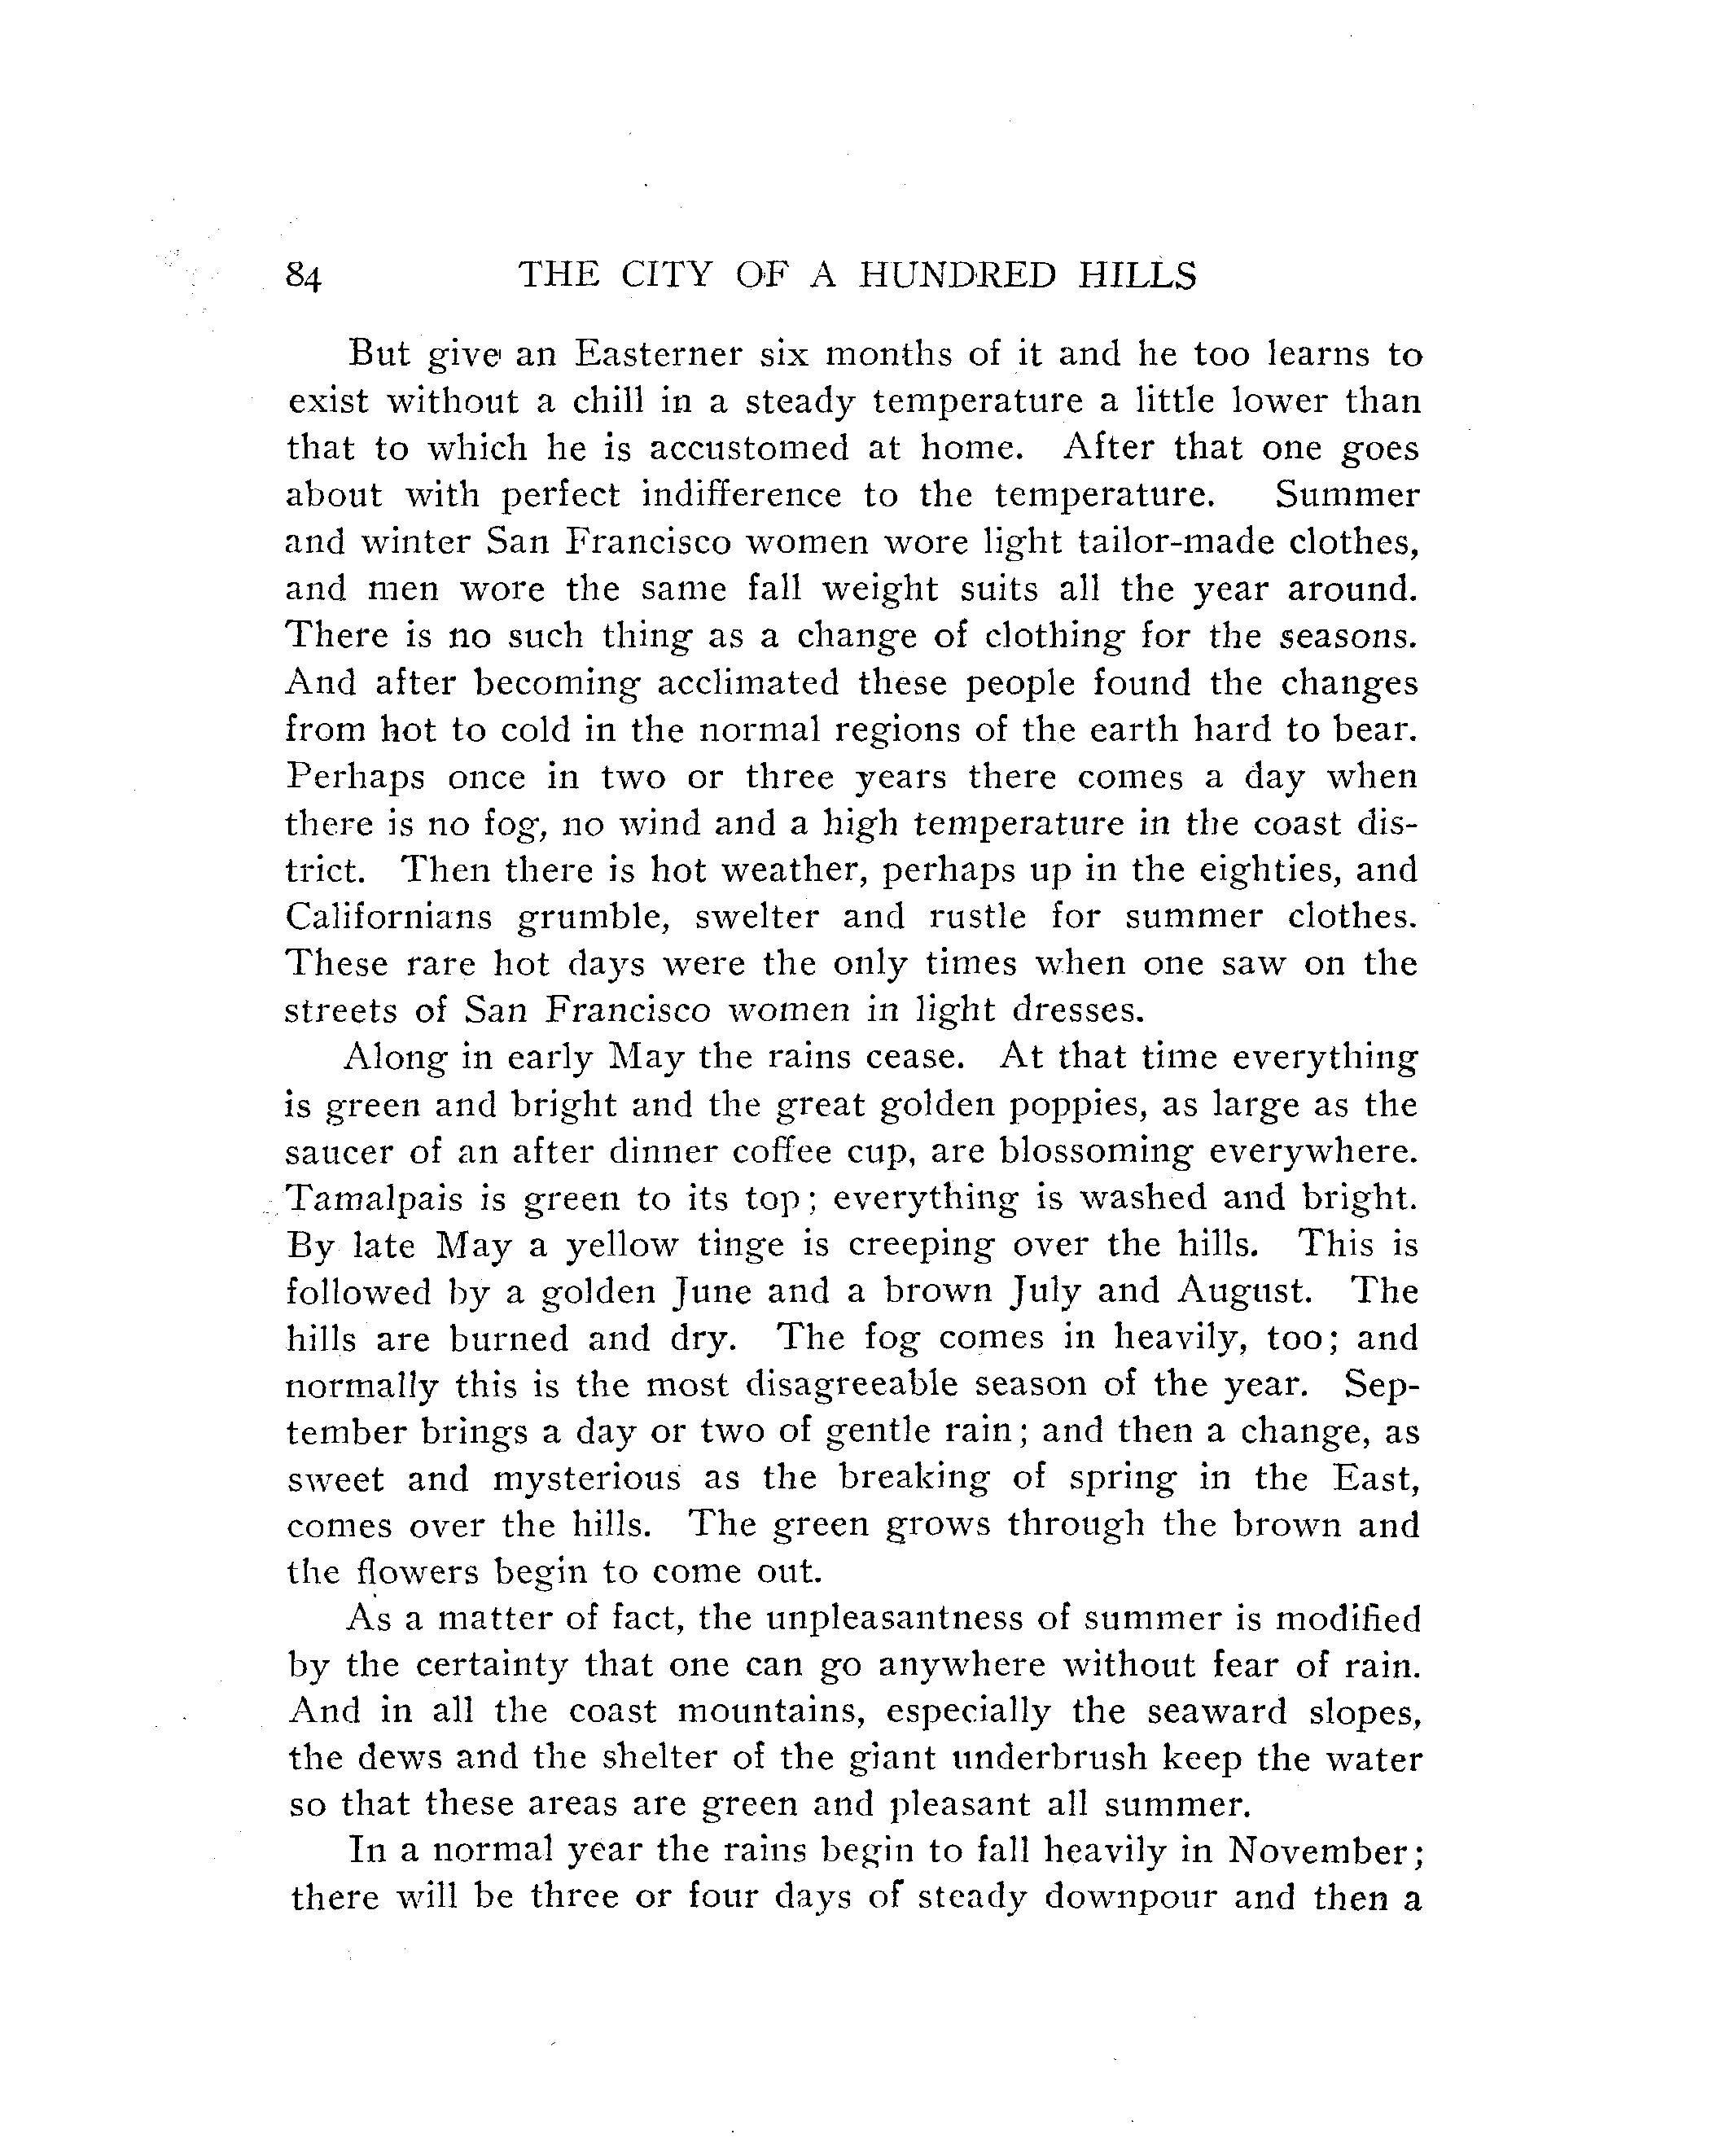 84 THE CITY OF A HUNDRED HILLS
But give an Easterner six months of it and he too learns to
exist without a chill in a steady temperature a little lower than
that to which he is accustomed at home. After that one goes
about with perfect indifference to the temperature. Summer
and winter San Francisco women wore light tailor-made clothes,
and men wore the same fall weight suits all the year around.
There is no such thing as a change of clothing for the seasons.
And after becoming acclimated these people found the changes
from hot to cold in the normal regions of the earth hard to bear.
Perhaps once in two or three years there comes a day when
there is no fog, no wind and a high temperature in the coast dis-
trict. Then there is hot weather, perhaps up in the eighties, and
Californians grumble, swelter and rustle for summer clothes.
These rare hot days were the only times when one saw on the
streets of San Francisco women in light dresses.
Along in early May the rains cease. At that time everything
is green and bright and the great golden poppies, as large as the
saucer of an after dinner coffee cup, are blossoming everywhere.
Tamalpais is green to its top; everything is washed and bright.
By late May a yellow tinge is creeping over the hills. This is
followed by a golden June and a brown July and August. The
hills are burned and dry. The fog comes in heavily, too; and
normally this is the most disagreeable season of the year. Sep-
tember brings a day or two of gentle rain; and then a change, as
sweet and mysterious as the breaking of spring in the East,
comes over the hills. The green grows through the brown and
the flowers begin to come out.
As a matter of fact, the unpleasantness of summer is modified
by the certainty that one can go anywhere without fear of rain.
And in all the coast mountains, especially the seaward slopes,
the dews and the shelter of the giant underbrush keep the water
so that these areas are green and pleasant all summer.
In a normal year the rains begin to fall heavily in November;
there will be three or four days of steady downpour and then a